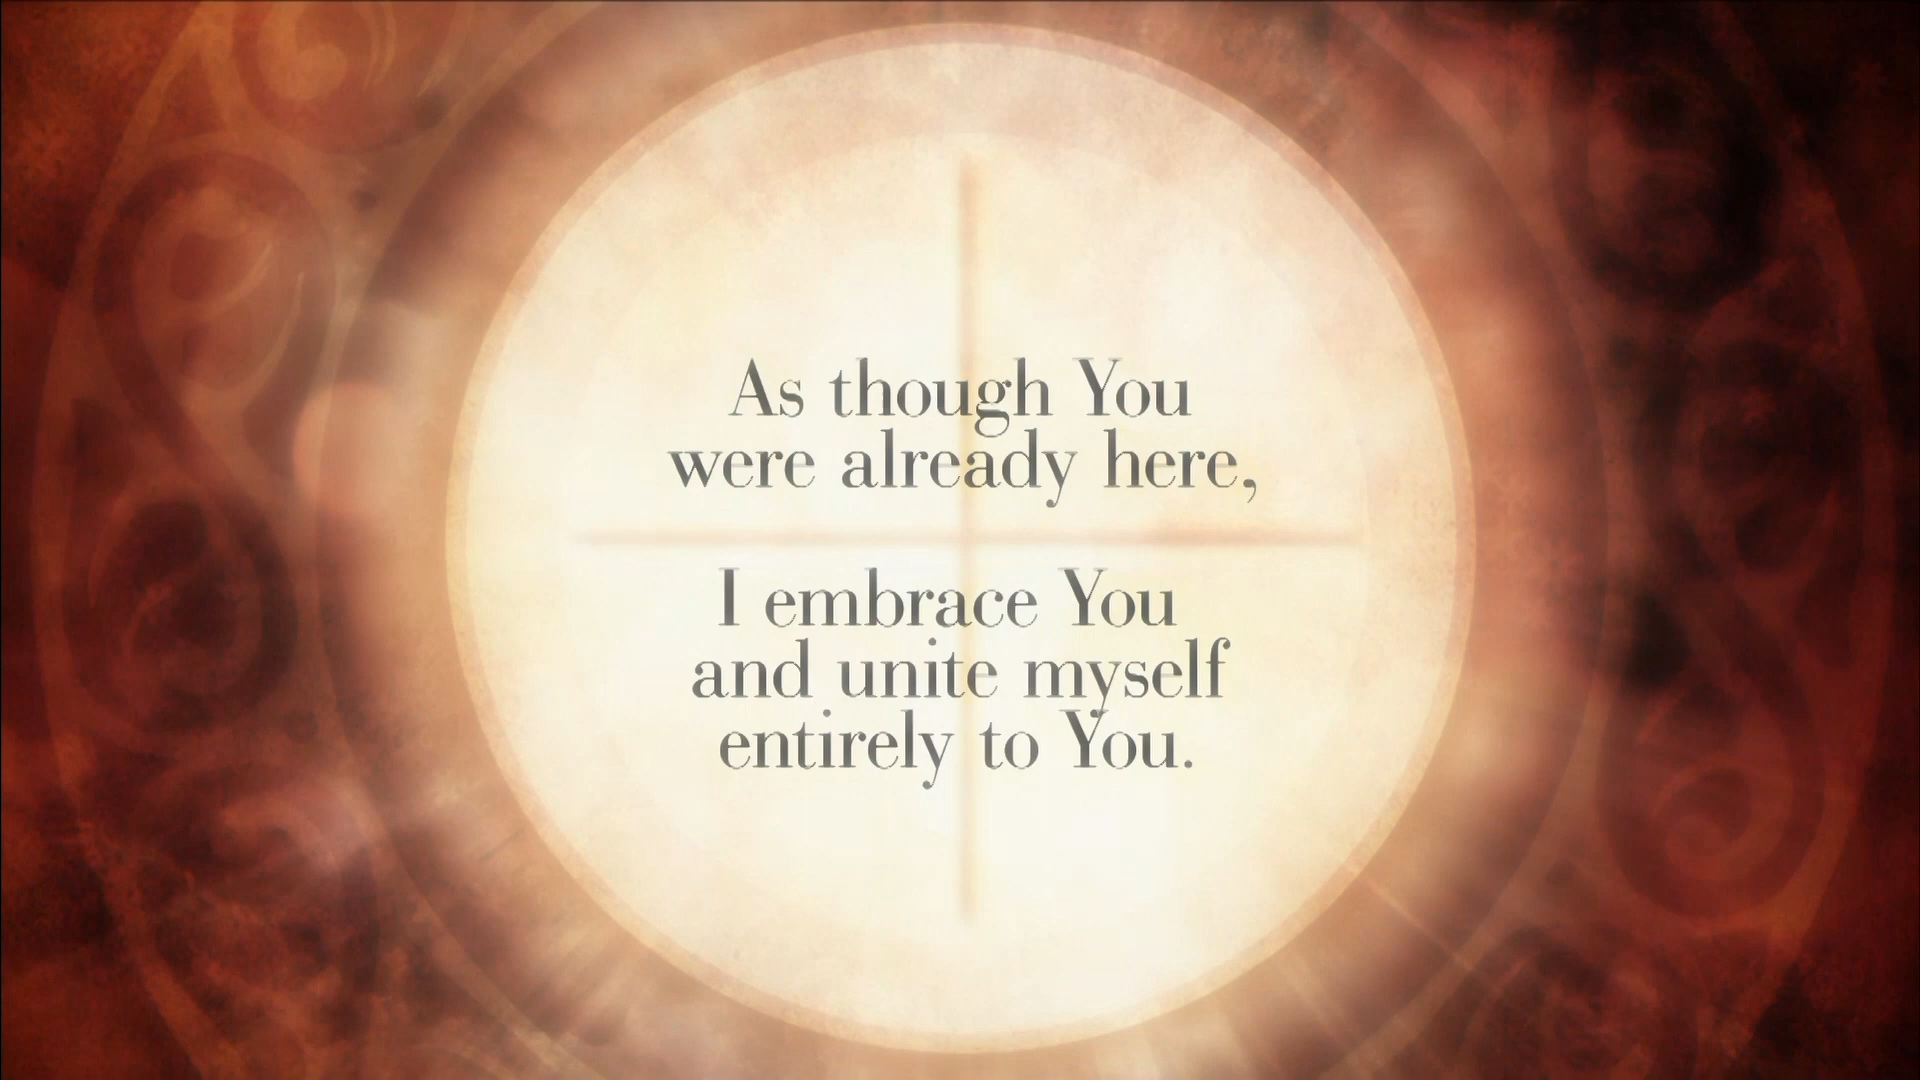 As though You
were already here,
I embrace You
and unite myself
entirely to You.